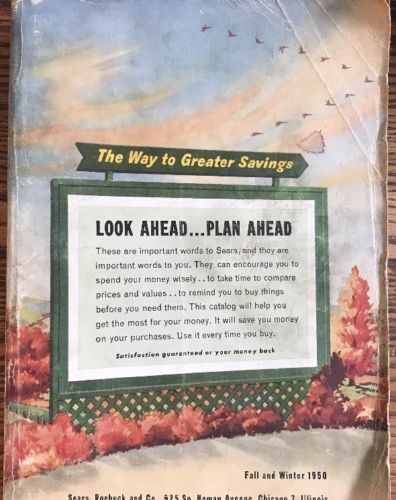 The Way to Greater Savings
LOOK AHEAD...PLAN AHEAD
These are important words to Sears, and they are
important words to you. They can encourage you to
spend your money wisely..to take time to compare
prices and values..to remind you to buy things
before you need them. This catalog will help you
get the most for your money. It will save you money
on your purchases. Use it every time you buy.
Satisfaction guaranteed or your money back
Fall and Winter 1950
Sears, Roebuck and Co. 925 So. Homan Avenue, Chicago 7, Illinois